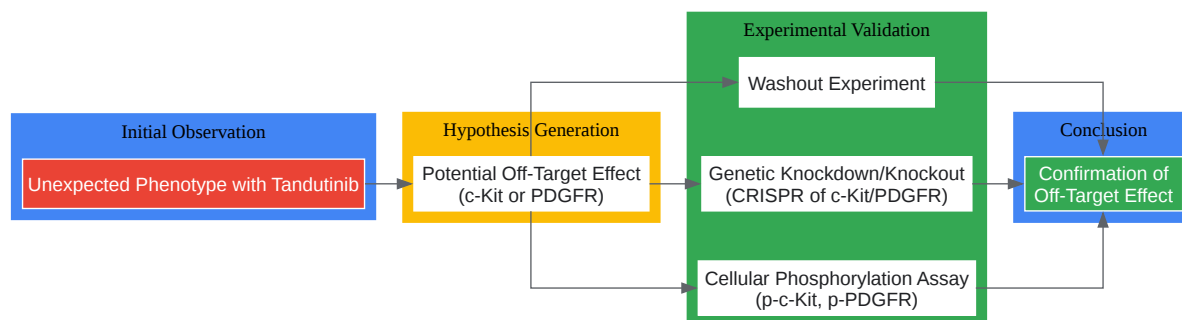 Initial Observation
Unexpected Phenotype with Tandutinib
Hypothesis Generation
Potential Off-Target Effect
(c-Kit or PDGFR)
Experimental Validation
Washout Experiment
Genetic Knockdown/Knockout
(CRISPR of c-Kit/PDGFR)
Cellular Phosphorylation Assay
(p-c-Kit, p-PDGFR)
Conclusion
Confirmation of
Off-Target Effect